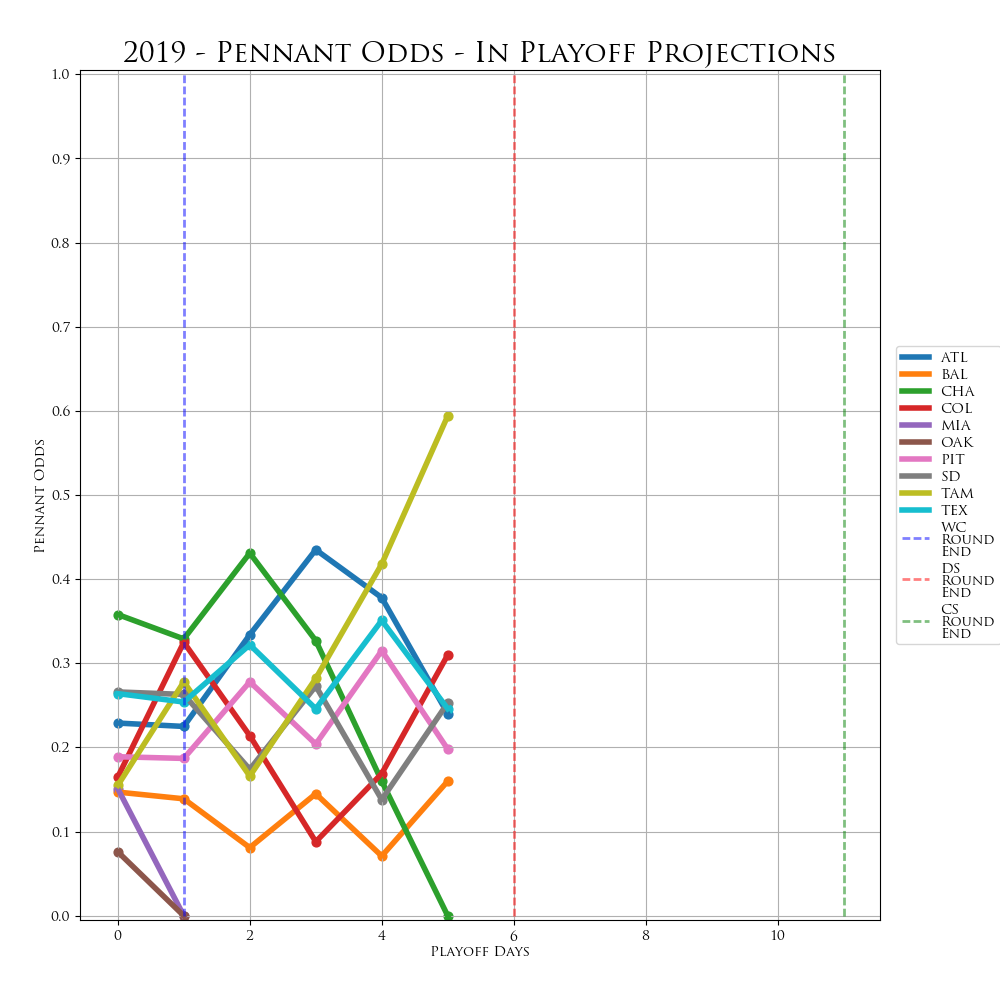 2019 - Pennant Odds - In Playoff Projections
1.0
0.9
0.8
0.7
0.6
0.5
0.4
0.3
0.2
0.1
0.0
Pennant Odds
0 2 4 6 8 10
Playoff Days
ATL
BAL
CHA
COL
MIA
OAK
PIT
SD
TAM
TEX
WC
Round
End
DS
Round
End
CS
Round
End